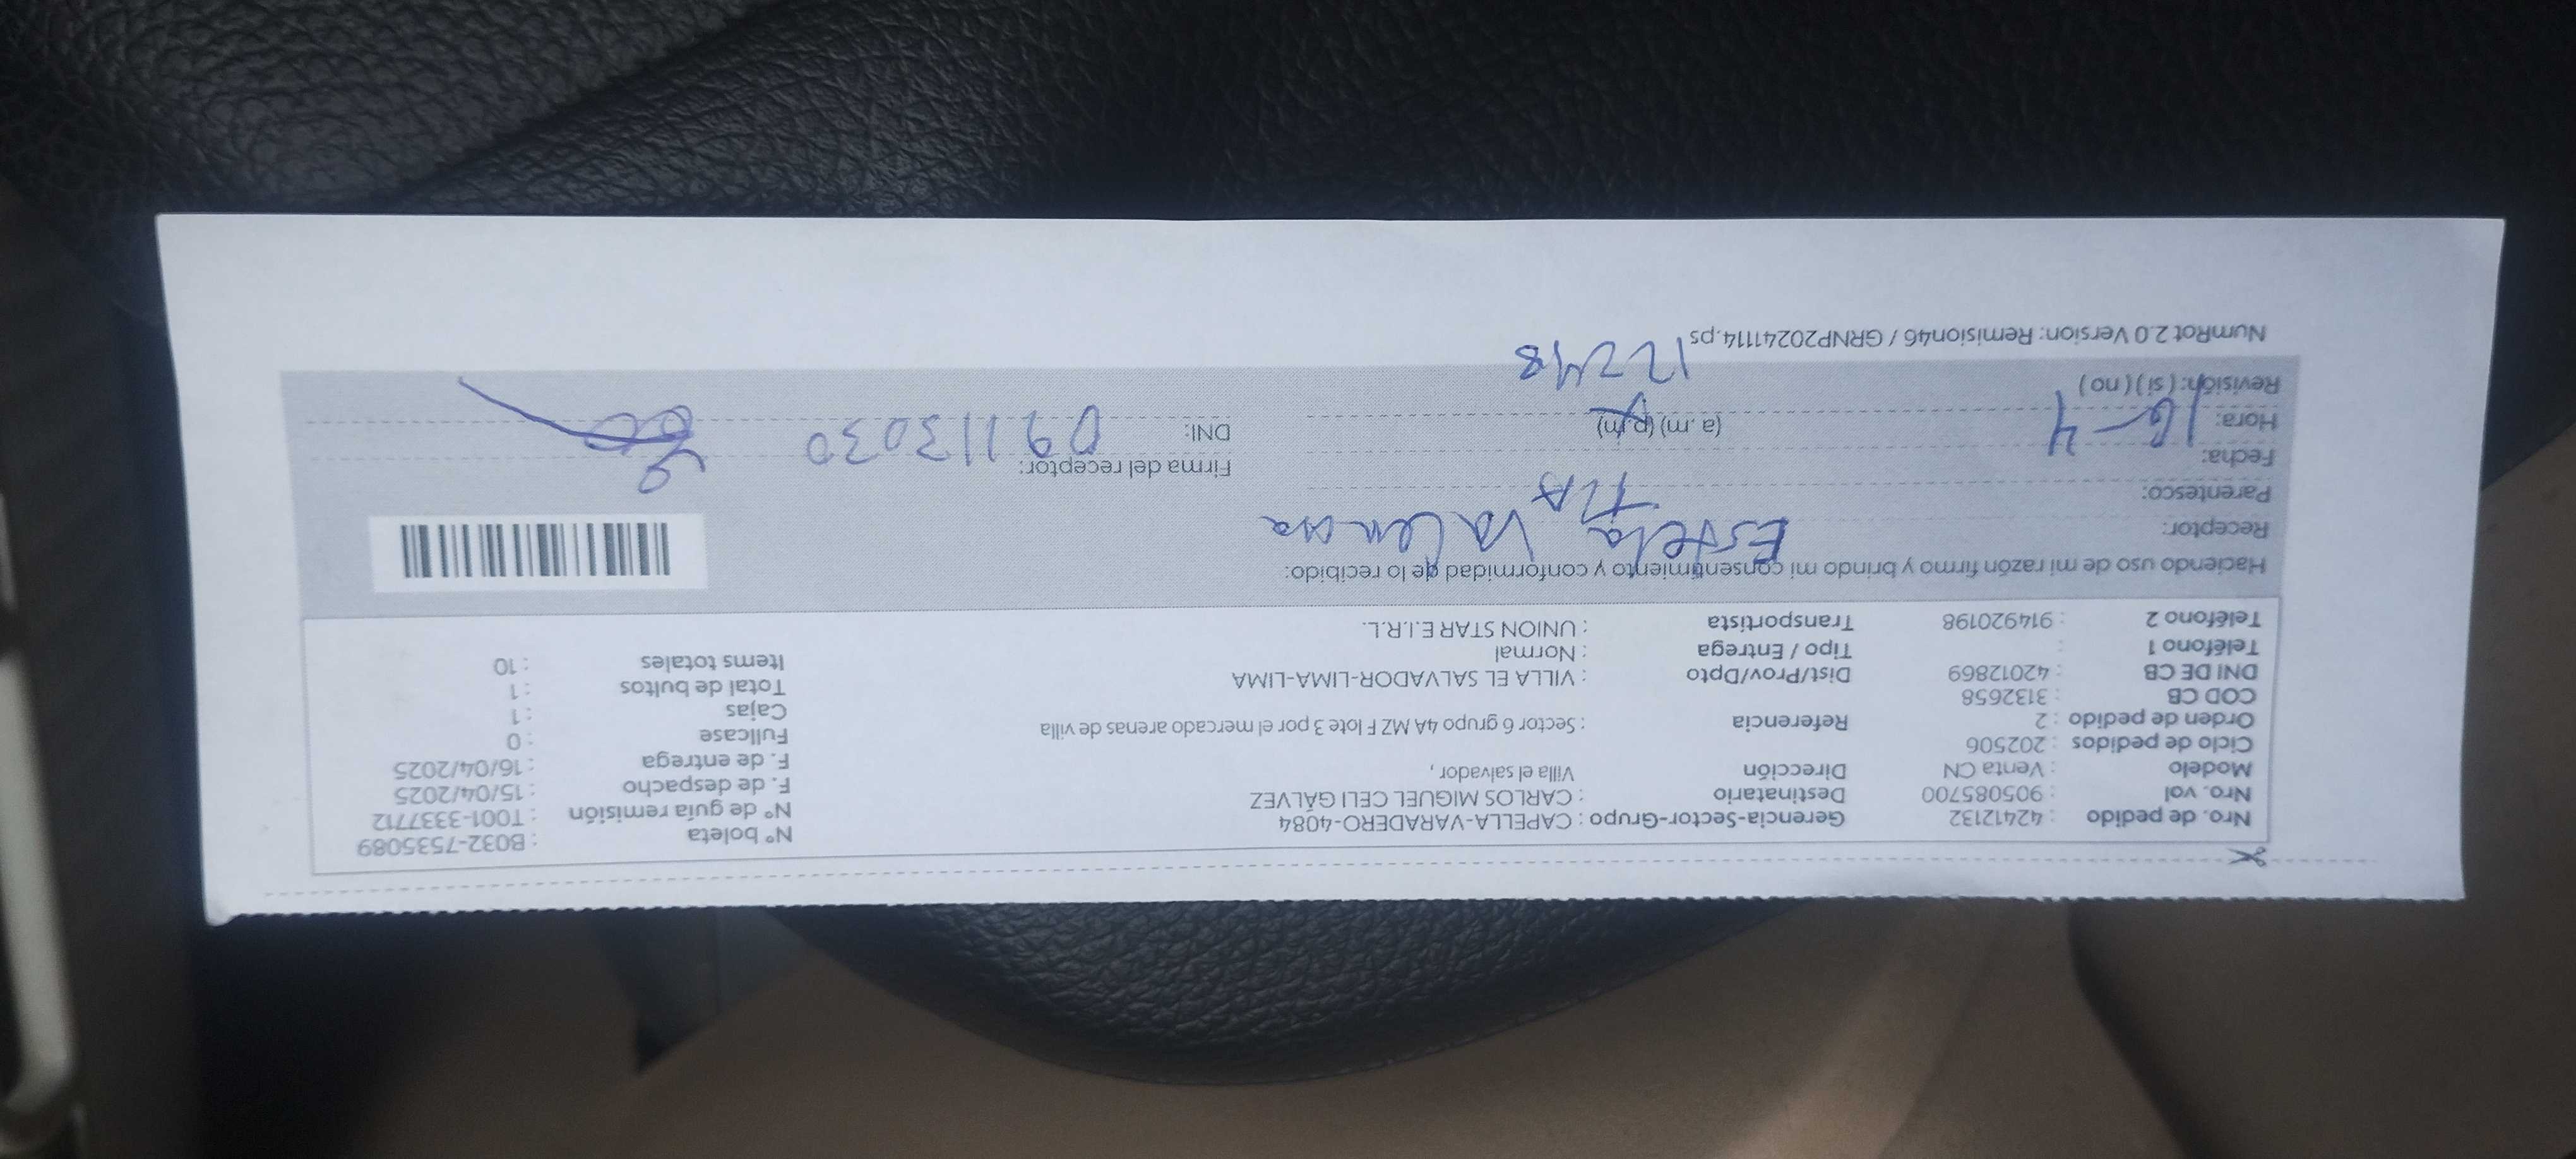 Nro. de pedido : 42412132
Nro. vol : 905085700
Modelo : Venta CN
Ciclo de pedidos : 202506
Orden de pedido : 2
COD CB : 3132658
DNI DE CB : 42012869
Teléfono 1 :
Teléfono 2 : 914920198
Gerencia-Sector-Grupo : CAPELLA-VARADERO-4084
Destinatario : CARLOS MIGUEL CELI GÁLVEZ
Dirección Villa el salvador ,
Referencia : Sector 6 grupo 4A MZ F lote 3 por el mercado arenas de villa
Dist/Prov/Dpto : VILLA EL SALVADOR-LIMA-LIMA
Tipo / Entrega : Normal
Transportista : UNION STAR E.I.R.L.
N° boleta : B032-7535089
N° de guía remisión : T001-3337712
F. de despacho : 15/04/2025
F. de entrega : 16/04/2025
Fullcase : 0
Cajas : 1
Total de bultos : 1
Items totales : 10
Haciendo uso de mi razón firmo y brindo mi consentimiento y conformidad de lo recibido:
Receptor: Estela
Parentesco: TIA
Fecha: 16-4
Firma del receptor:
Hora: (a.m) (p.m)
DNI: 09113030
Revisión: ( si ) ( no )
NumRot 2.0 Version: Remision46 / GRNP20241114.ps